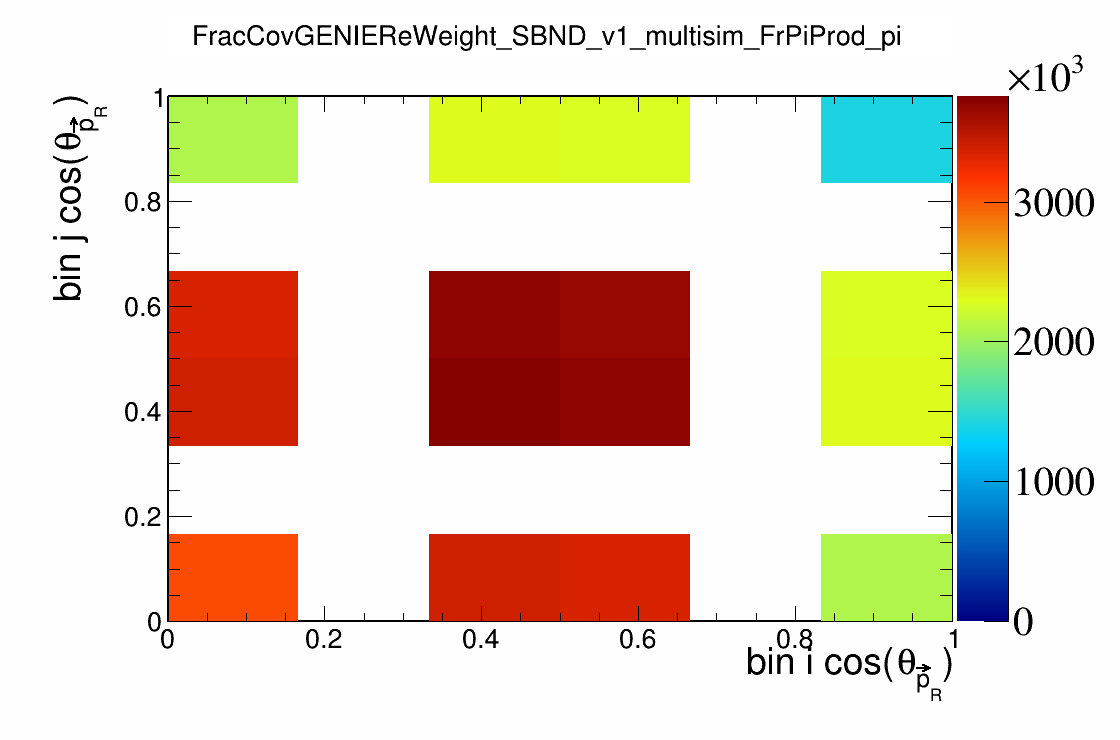 FracCovGENIEReWeight_SBND_v1_multisim_FrPiProd_pi
×10³
bin j cos(θ_p⃗_R)
1
0.8
0.6
0.4
0.2
0
3000
2000
1000
0
0 0.2 0.4 0.6 0.8 1
bin i cos(θ_p⃗_R)